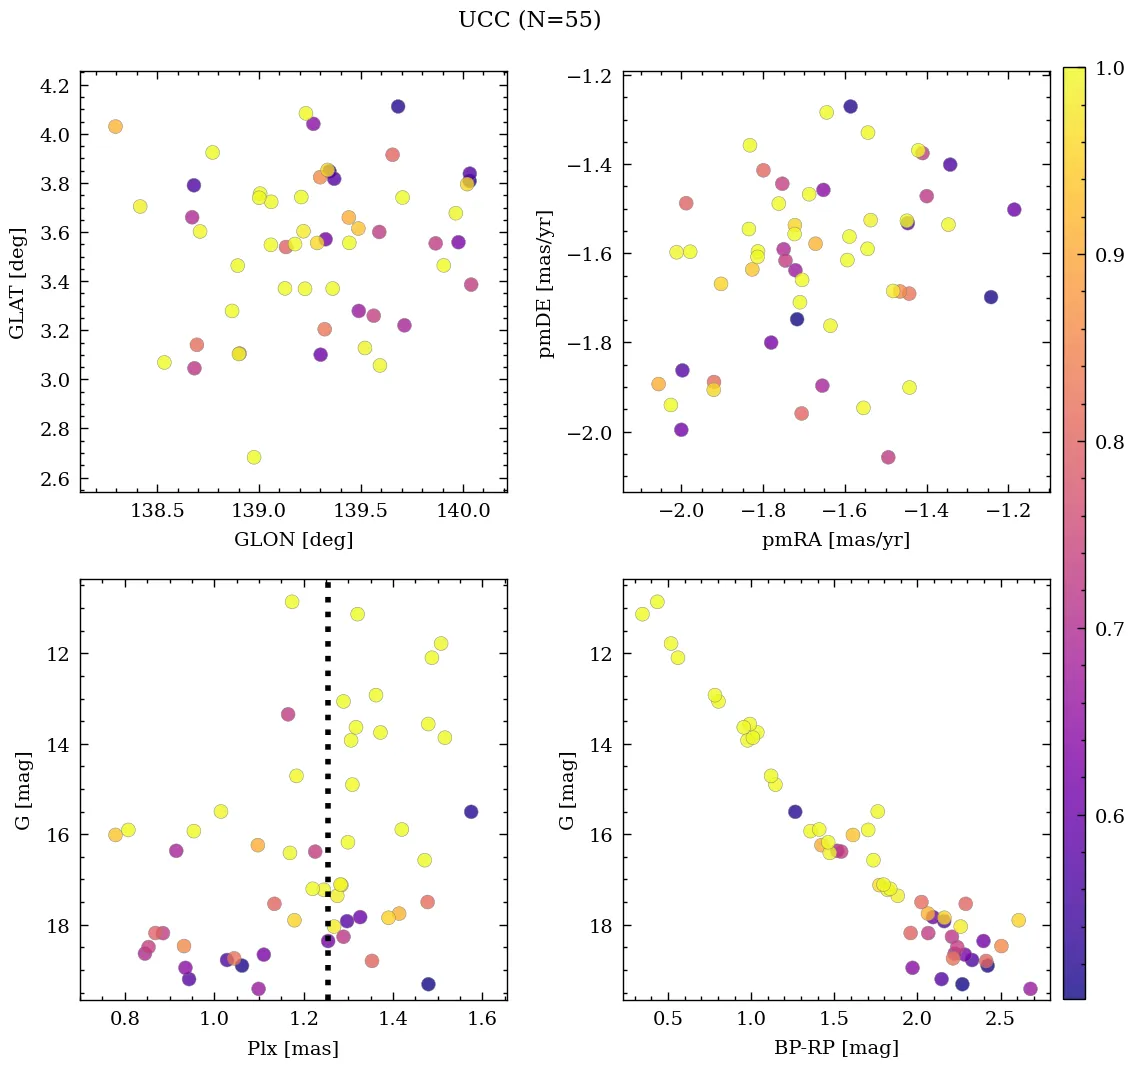 UCC (N=55)
4.2
4.0
3.8
3.6
3.4
3.2
3.0
2.8
2.6
GLAT [deg]
138.5 139.0 139.5 140.0
GLON [deg]
−1.2
−1.4
−1.6
−1.8
−2.0
pmDE [mas/yr]
−2.0 −1.8 −1.6 −1.4 −1.2
pmRA [mas/yr]
12
14
16
18
G [mag]
0.8 1.0 1.2 1.4 1.6
Plx [mas]
12
14
16
18
G [mag]
0.5 1.0 1.5 2.0 2.5
BP-RP [mag]
1.0
0.9
0.8
0.7
0.6